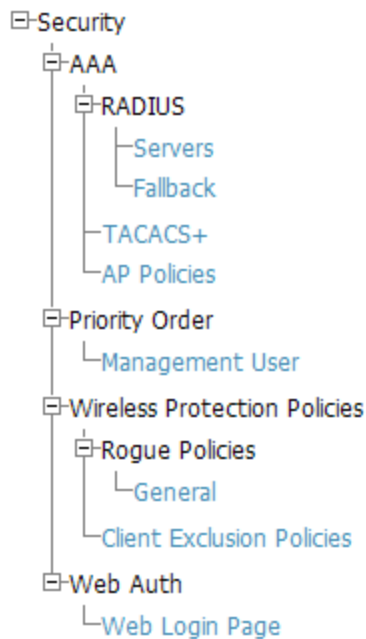 Security
AAA
RADIUS
Servers
Fallback
TACACS+
AP Policies
Priority Order
Management User
Wireless Protection Policies
Rogue Policies
General
Client Exclusion Policies
Web Auth
Web Login Page